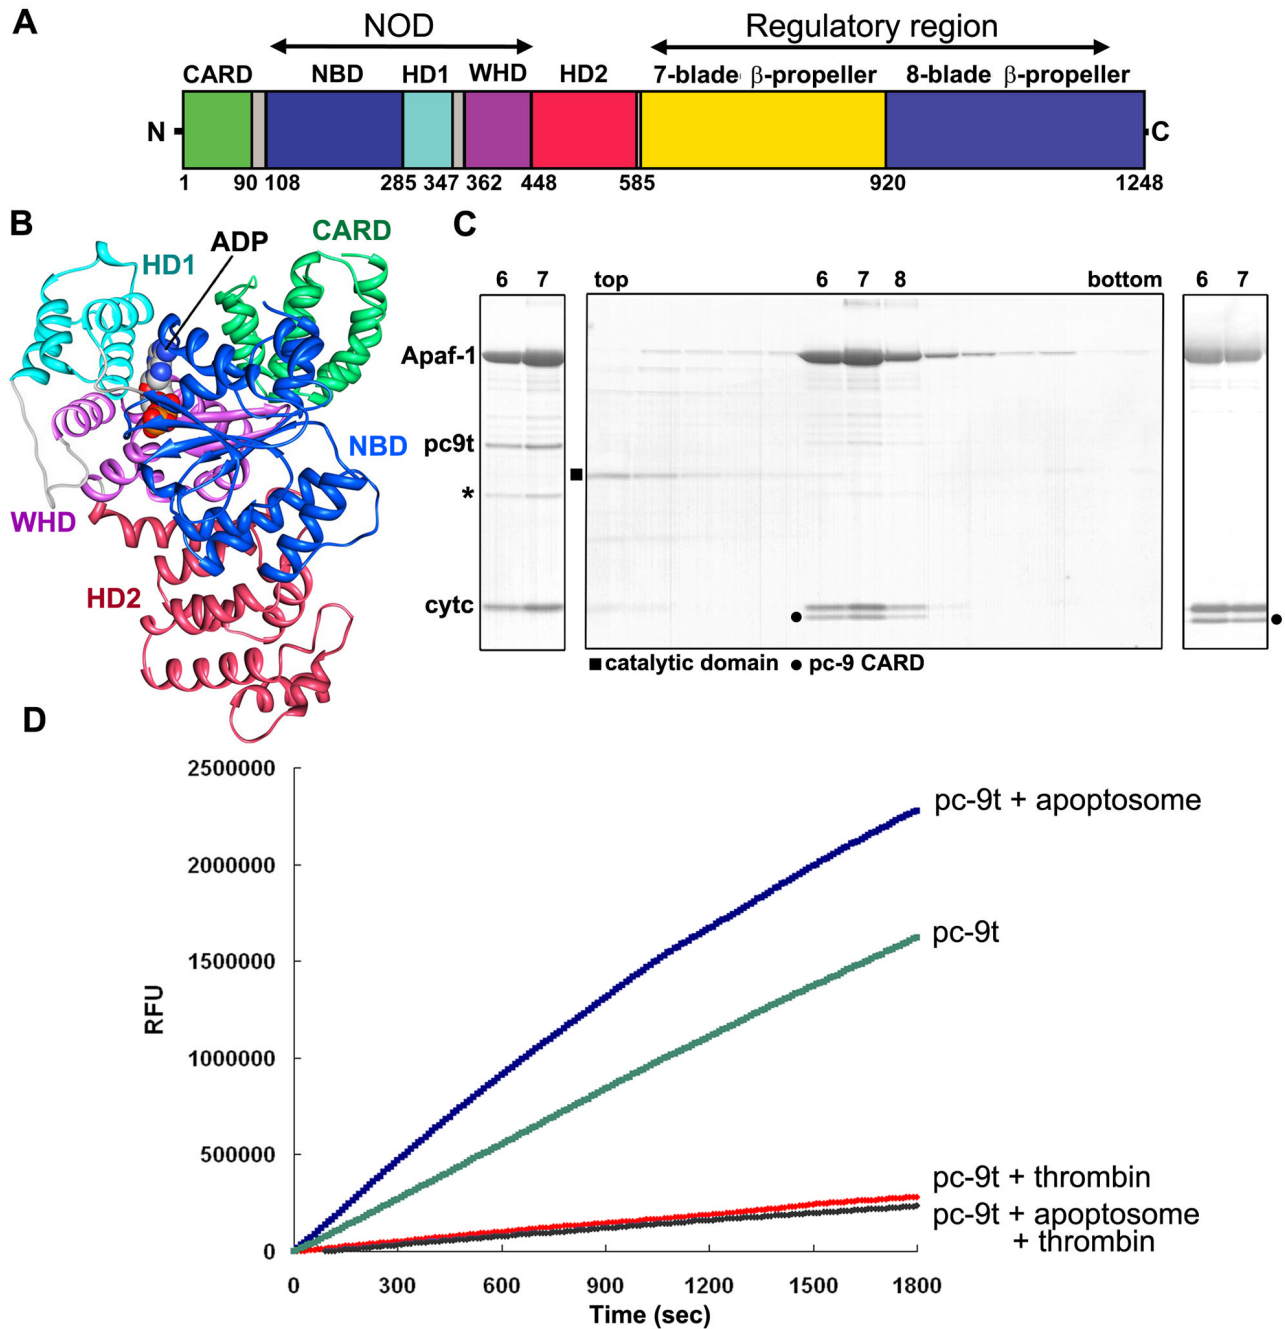 A
NOD
Regulatory region
CARD NBD HD1 WHD HD2 7-blade β-propeller 8-blade β-propeller
N C
1 90 108 285 347 362 448 585 920 1248
B
ADP
CARD
HD1
NBD
WHD
HD2
C
6 7 top 6 7 8 bottom 6 7
Apaf-1
pc9t
■
*
cytc
●
●
■ catalytic domain ● pc-9 CARD
D
2500000
2000000
1500000
1000000
500000
0
RFU
pc-9t + apoptosome
pc-9t
pc-9t + thrombin
pc-9t + apoptosome
+ thrombin
0 300 600 900 1200 1500 1800
Time (sec)